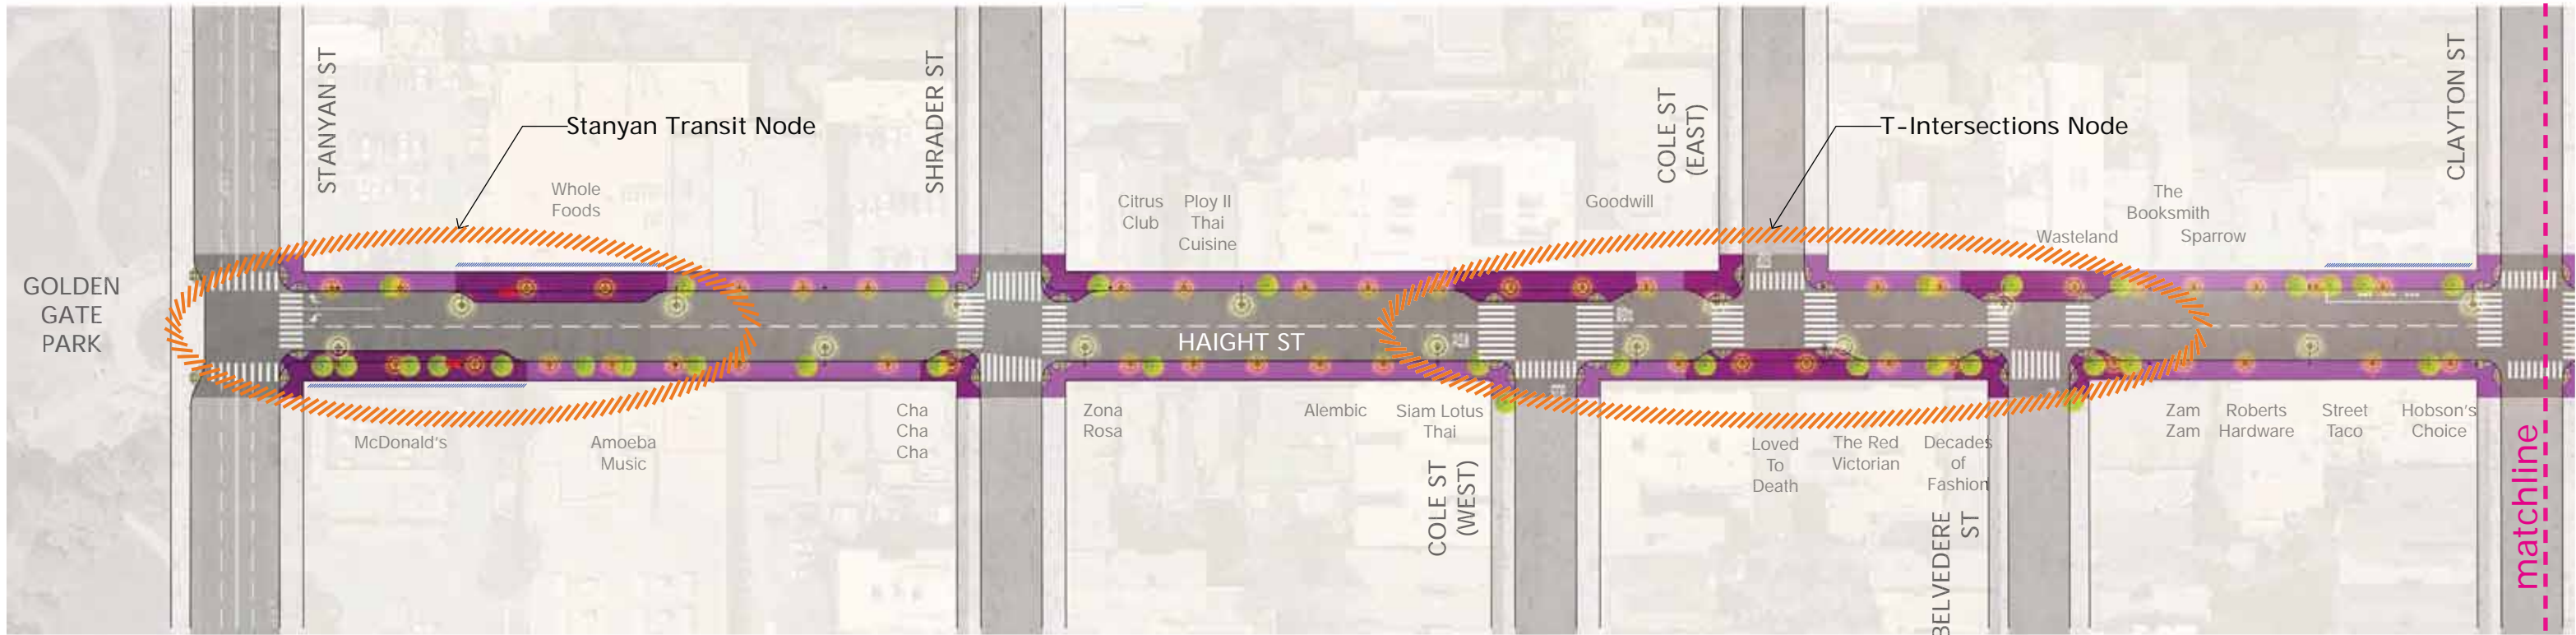 GOLDEN
GATE
PARK
STANYAN ST
Stanyan Transit Node
Whole
Foods
McDonald's
Amoeba
Music
SHRADER ST
Cha
Cha
Cha
Citrus
Club
Ploy II
Thai
Cuisine
HAIGHT ST
Zona
Rosa
Alembic
Siam Lotus
Thai
COLE ST
(WEST)
Goodwill
COLE ST
(EAST)
T-Intersections Node
Loved
To
Death
The Red
Victorian
Decades
of
Fashion
BELVEDERE
ST
Wasteland
The
Booksmith
Sparrow
Zam
Zam
Roberts
Hardware
Street
Taco
Hobson's
Choice
CLAYTON ST
matchline